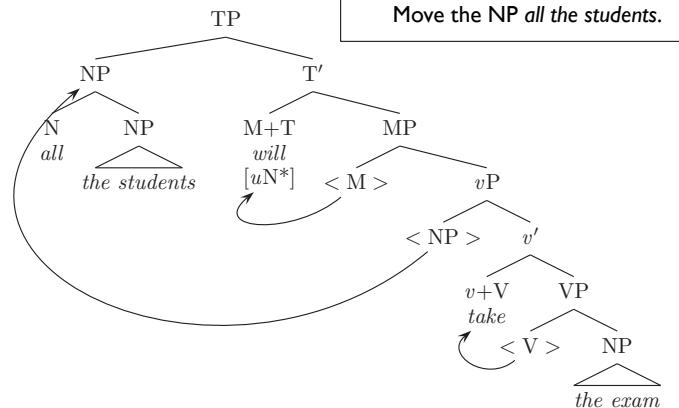 Move the NP all the students.
TP
NP T′
N NP M+T MP
all the students will
[uN*] < M > vP
< NP > v′
v+V VP
take
< V > NP
the exam